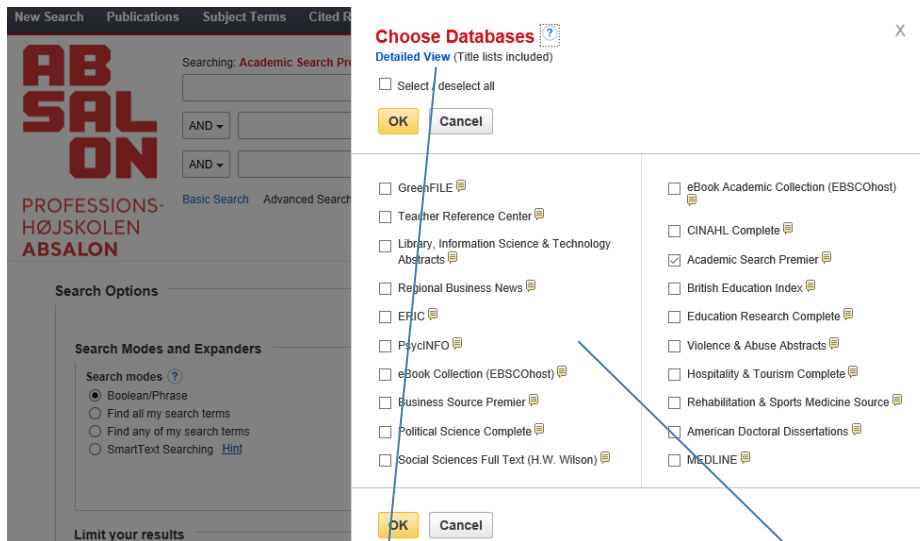 New Search Publications Subject Terms Cited R
AB
SAL
ON
PROFESSIONS-
HØJSKOLEN
ABSALON
Searching: Academic Search Pre
AND
AND
Basic Search Advanced Search
Search Options
Search Modes and Expanders
Search modes ?
Boolean/Phrase
Find all my search terms
Find any of my search terms
SmartText Searching Hint
Limit your results
Choose Databases ?
X
Detailed View (Title lists included)
Select / deselect all
OK Cancel
GreenFILE
Teacher Reference Center
Library, Information Science & Technology
Abstracts
Regional Business News
ERIC
PsycINFO
eBook Collection (EBSCOhost)
Business Source Premier
Political Science Complete
Social Sciences Full Text (H.W. Wilson)
eBook Academic Collection (EBSCOhost)
CINAHL Complete
Academic Search Premier
British Education Index
Education Research Complete
Violence & Abuse Abstracts
Hospitality & Tourism Complete
Rehabilitation & Sports Medicine Source
American Doctoral Dissertations
MEDLINE
OK Cancel